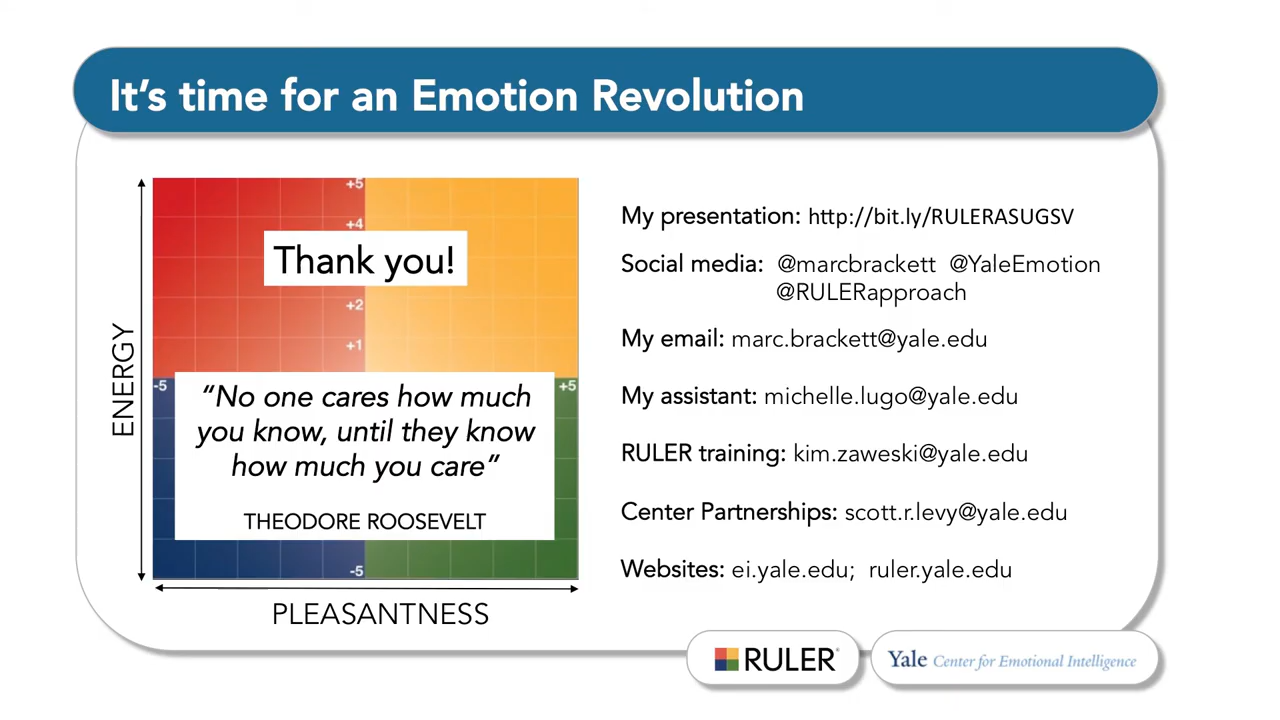 It's time for an Emotion Revolution
+5
+4
Thank you!
+2
+1
-5
+5
“No one cares how much
you know, until they know
how much you care”
THEODORE ROOSEVELT
-5
ENERGY
PLEASANTNESS
My presentation: http://bit.ly/RULERASUGSV
Social media: @marcbrackett @YaleEmotion
@RULERapproach
My email: marc.brackett@yale.edu
My assistant: michelle.lugo@yale.edu
RULER training: kim.zaweski@yale.edu
Center Partnerships: scott.r.levy@yale.edu
Websites: ei.yale.edu; ruler.yale.edu
RULER
Yale Center for Emotional Intelligence